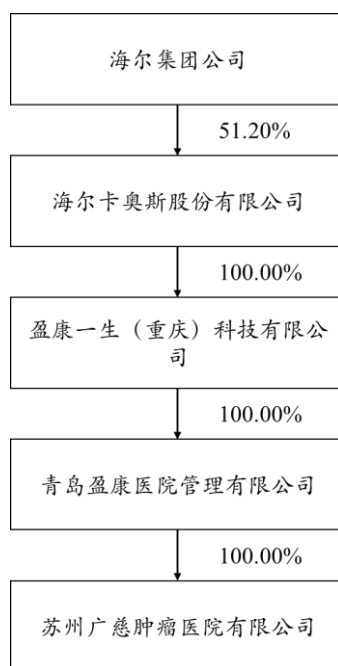 海尔集团公司
51.20%
海尔卡奥斯股份有限公司
100.00%
盈康一生（重庆）科技有限公
司
100.00%
青岛盈康医院管理有限公司
100.00%
苏州广慈肿瘤医院有限公司